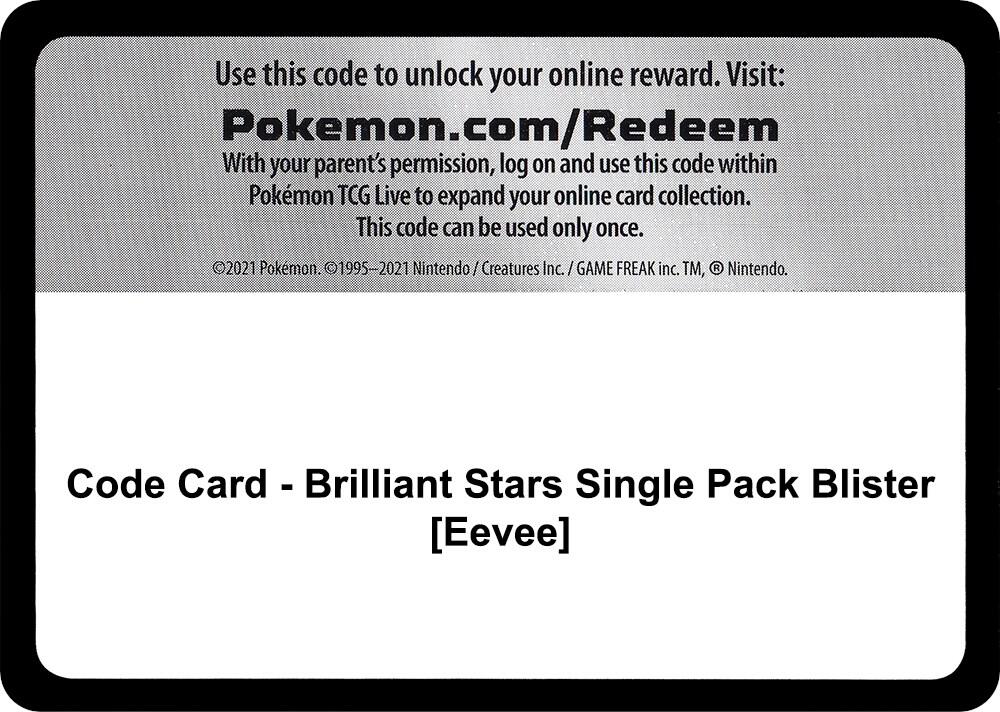 Use this code to unlock your online reward. Visit:
Pokemon.com/Redeem
With your parent's permission, log on and use this code within
Pokémon TCG Live to expand your online card collection.
This code can be used only once.
©2021 Pokémon. ©1995–2021 Nintendo / Creatures Inc. / GAME FREAK inc. TM, ® Nintendo.
Code Card - Brilliant Stars Single Pack Blister
[Eevee]